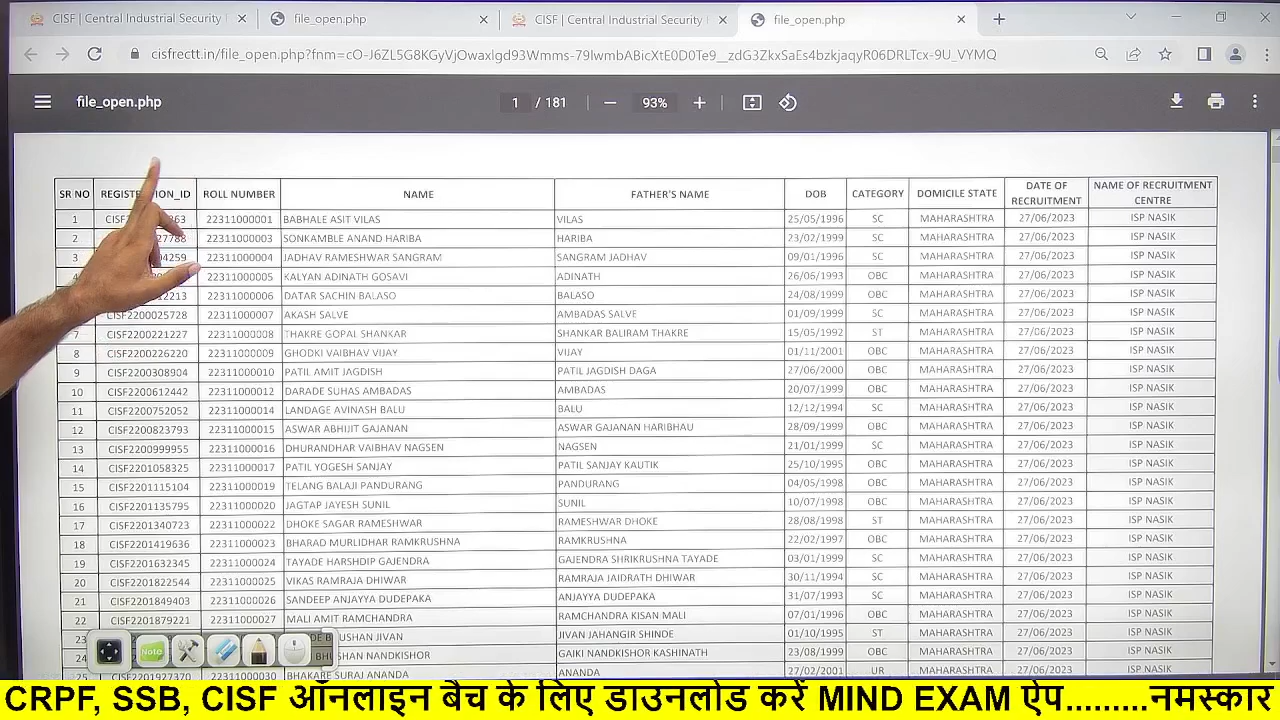 CISF | Central Industrial Security
file_open.php
CISF | Central Industrial Security
file_open.php
file_open.php
1 / 181
93%
SR NO REGISTRATION_ID ROLL NUMBER NAME FATHER'S NAME DOB CATEGORY DOMICILE STATE DATE OF RECRUITMENT NAME OF RECRUITMENT CENTRE
1 22311000001 BABHALE ASIT VILAS VILAS 25/05/1996 SC MAHARASHTRA 27/06/2023 ISP NASIK
2 22311000003 SONKAMBLE ANAND HARIBA HARIBA 23/02/1999 SC MAHARASHTRA 27/06/2023 ISP NASIK
3 22311000004 JADHAV RAMESHWAR SANGRAM SANGRAM JADHAV 09/01/1996 SC MAHARASHTRA 27/06/2023 ISP NASIK
4 22311000005 KALYAN ADINATH GOSAVI ADINATH 26/06/1993 OBC MAHARASHTRA 27/06/2023 ISP NASIK
22311000006 DATAR SACHIN BALASO BALASO 24/08/1999 OBC MAHARASHTRA 27/06/2023 ISP NASIK
CISF2200025728 22311000007 AKASH SALVE AMBADAS SALVE 01/09/1999 SC MAHARASHTRA 27/06/2023 ISP NASIK
7 CISF2200221227 22311000008 THAKRE GOPAL SHANKAR SHANKAR BALIRAM THAKRE 15/05/1992 ST MAHARASHTRA 27/06/2023 ISP NASIK
8 CISF2200226220 22311000009 GHODKI VAIBHAV VIJAY VIJAY 01/11/2001 OBC MAHARASHTRA 27/06/2023 ISP NASIK
9 CISF2200308904 22311000010 PATIL AMIT JAGDISH PATIL JAGDISH DAGA 27/06/2000 OBC MAHARASHTRA 27/06/2023 ISP NASIK
10 CISF2200612442 22311000012 DARADE SUHAS AMBADAS AMBADAS 20/07/1999 OBC MAHARASHTRA 27/06/2023 ISP NASIK
11 CISF2200752052 22311000014 LANDAGE AVINASH BALU BALU 12/12/1994 SC MAHARASHTRA 27/06/2023 ISP NASIK
12 CISF2200823793 22311000015 ASWAR ABHIJIT GAJANAN ASWAR GAJANAN HARIBHAU 28/09/1999 OBC MAHARASHTRA 27/06/2023 ISP NASIK
13 CISF2200999955 22311000016 DHURANDHAR VAIBHAV NAGSEN NAGSEN 21/01/1999 SC MAHARASHTRA 27/06/2023 ISP NASIK
14 CISF2201058325 22311000017 PATIL YOGESH SANJAY PATIL SANJAY KAUTIK 25/10/1995 OBC MAHARASHTRA 27/06/2023 ISP NASIK
15 CISF2201115104 22311000019 TELANG BALAJI PANDURANG PANDURANG 04/05/1998 OBC MAHARASHTRA 27/06/2023 ISP NASIK
16 CISF2201135795 22311000020 JAGTAP JAYESH SUNIL SUNIL 10/07/1998 OBC MAHARASHTRA 27/06/2023 ISP NASIK
17 CISF2201340723 22311000022 DHOKE SAGAR RAMESHWAR RAMESHWAR DHOKE 28/08/1998 ST MAHARASHTRA 27/06/2023 ISP NASIK
18 CISF2201419636 22311000023 BHARAD MURLIDHAR RAMKRUSHNA RAMKRUSHNA 22/02/1997 OBC MAHARASHTRA 27/06/2023 ISP NASIK
19 CISF2201632345 22311000024 TAYADE HARSHDIP GAJENDRA GAJENDRA SHRIKRUSHNA TAYADE 03/01/1999 SC MAHARASHTRA 27/06/2023 ISP NASIK
20 CISF2201822544 22311000025 VIKAS RAMRAJA DHIWAR RAMRAJA JAIDRATH DHIWAR 30/11/1994 SC MAHARASHTRA 27/06/2023 ISP NASIK
21 CISF2201849403 22311000026 SANDEEP ANJAYYA DUDEPAKA ANJAYYA DUDEPAKA 31/07/1993 SC MAHARASHTRA 27/06/2023 ISP NASIK
22 CISF2201879221 22311000027 MALI AMIT RAMCHANDRA RAMCHANDRA KISAN MALI 07/01/1996 OBC MAHARASHTRA 27/06/2023 ISP NASIK
23 JIVAN JIVAN JAHANGIR SHINDE 01/10/1995 ST MAHARASHTRA 27/06/2023 ISP NASIK
24 NANDKISHOR GAIKI NANDKISHOR KASHINATH 23/08/1999 OBC MAHARASHTRA 27/06/2023 ISP NASIK
25 CISF2201927370 22311000030 BHAKARE SURAJ ANANDA ANANDA 27/02/2001 UR MAHARASHTRA 27/06/2023 ISP NASIK
Note
CRPF, SSB, CISF ऑनलाइन बैच के लिए डाउनलोड करें MIND EXAM ऐप.........नमस्कार